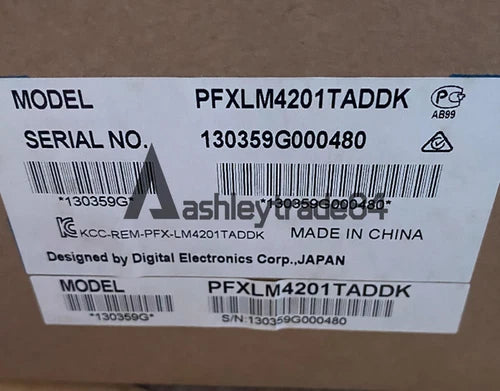 MODEL PFXLM4201TADDK
AB99
SERIAL NO. 130359G000480
*130359G* *130359G000480*
Aashleytrade84
KCC-REM-PFX-LM4201TADDK MADE IN CHINA
Designed by Digital Electronics Corp.,JAPAN
MODEL PFXLM4201TADDK
*130359G* S/N:130359G000480